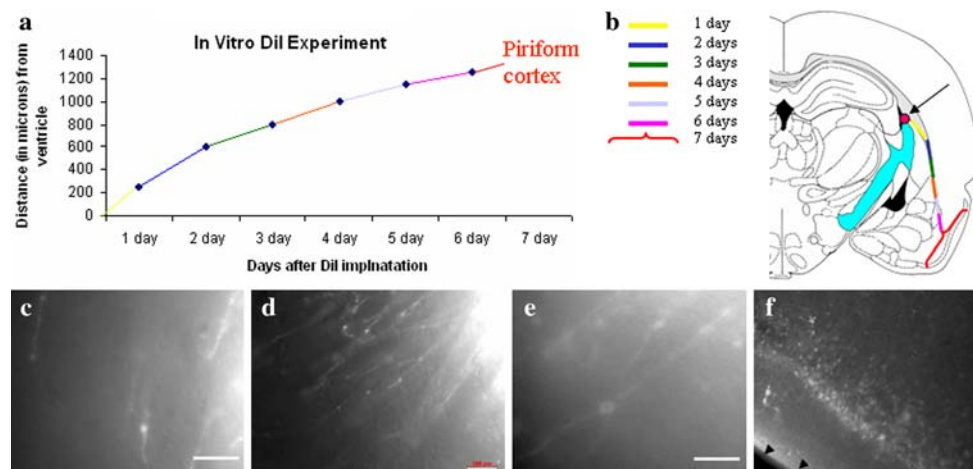 a
In Vitro DiI Experiment
Piriform
cortex
1400
1200
1000
800
600
400
200
0
Distance (in microns) from
ventricle
1 day
2 day
3 day
4 day
5 day
6 day
7 day
Days after DiI implnatation
b
1 day
2 days
3 days
4 days
5 days
6 days
7 days
c
d
e
f